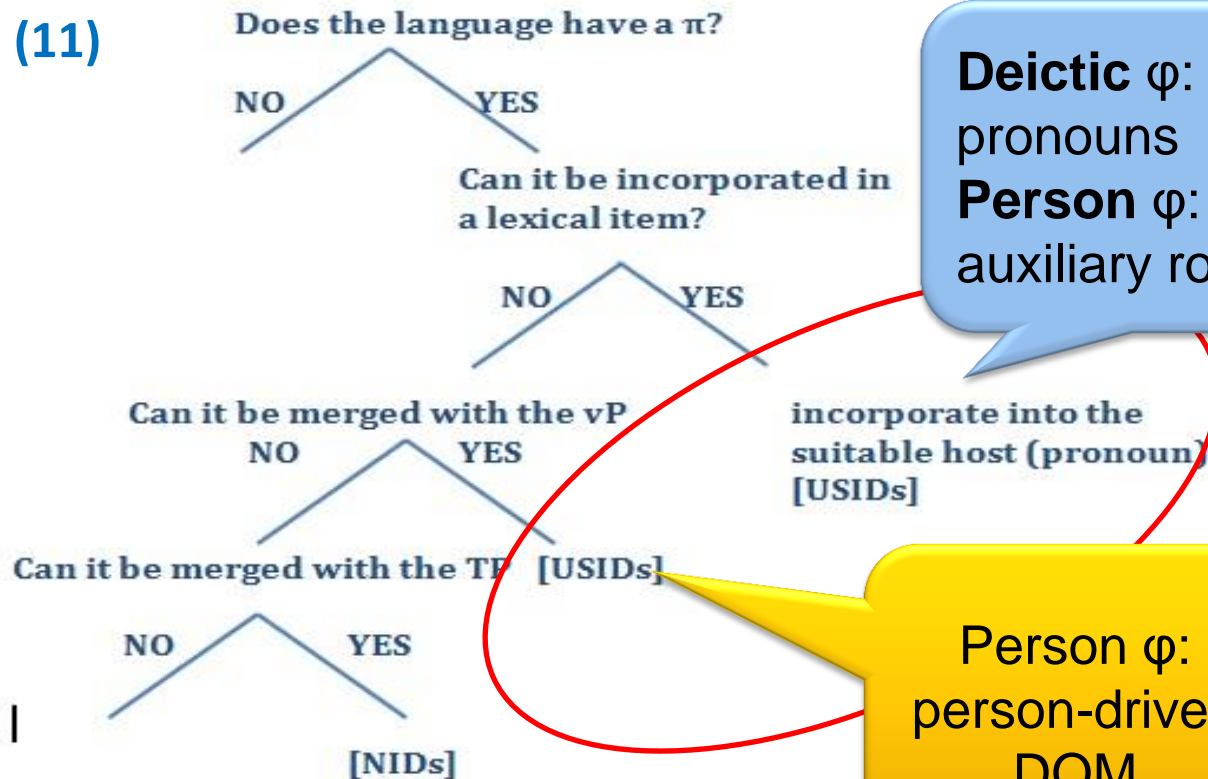 (11)
Does the language have a π?
NO YES
Can it be incorporated in
a lexical item?
NO YES
Can it be merged with the vP
NO YES
incorporate into the
suitable host (pronoun)
[USIDs]
Can it be merged with the TP [USIDs]
NO YES
[NIDs]
Deictic φ:
pronouns
Person φ:
auxiliary ro
Person φ:
person-drive
DOM